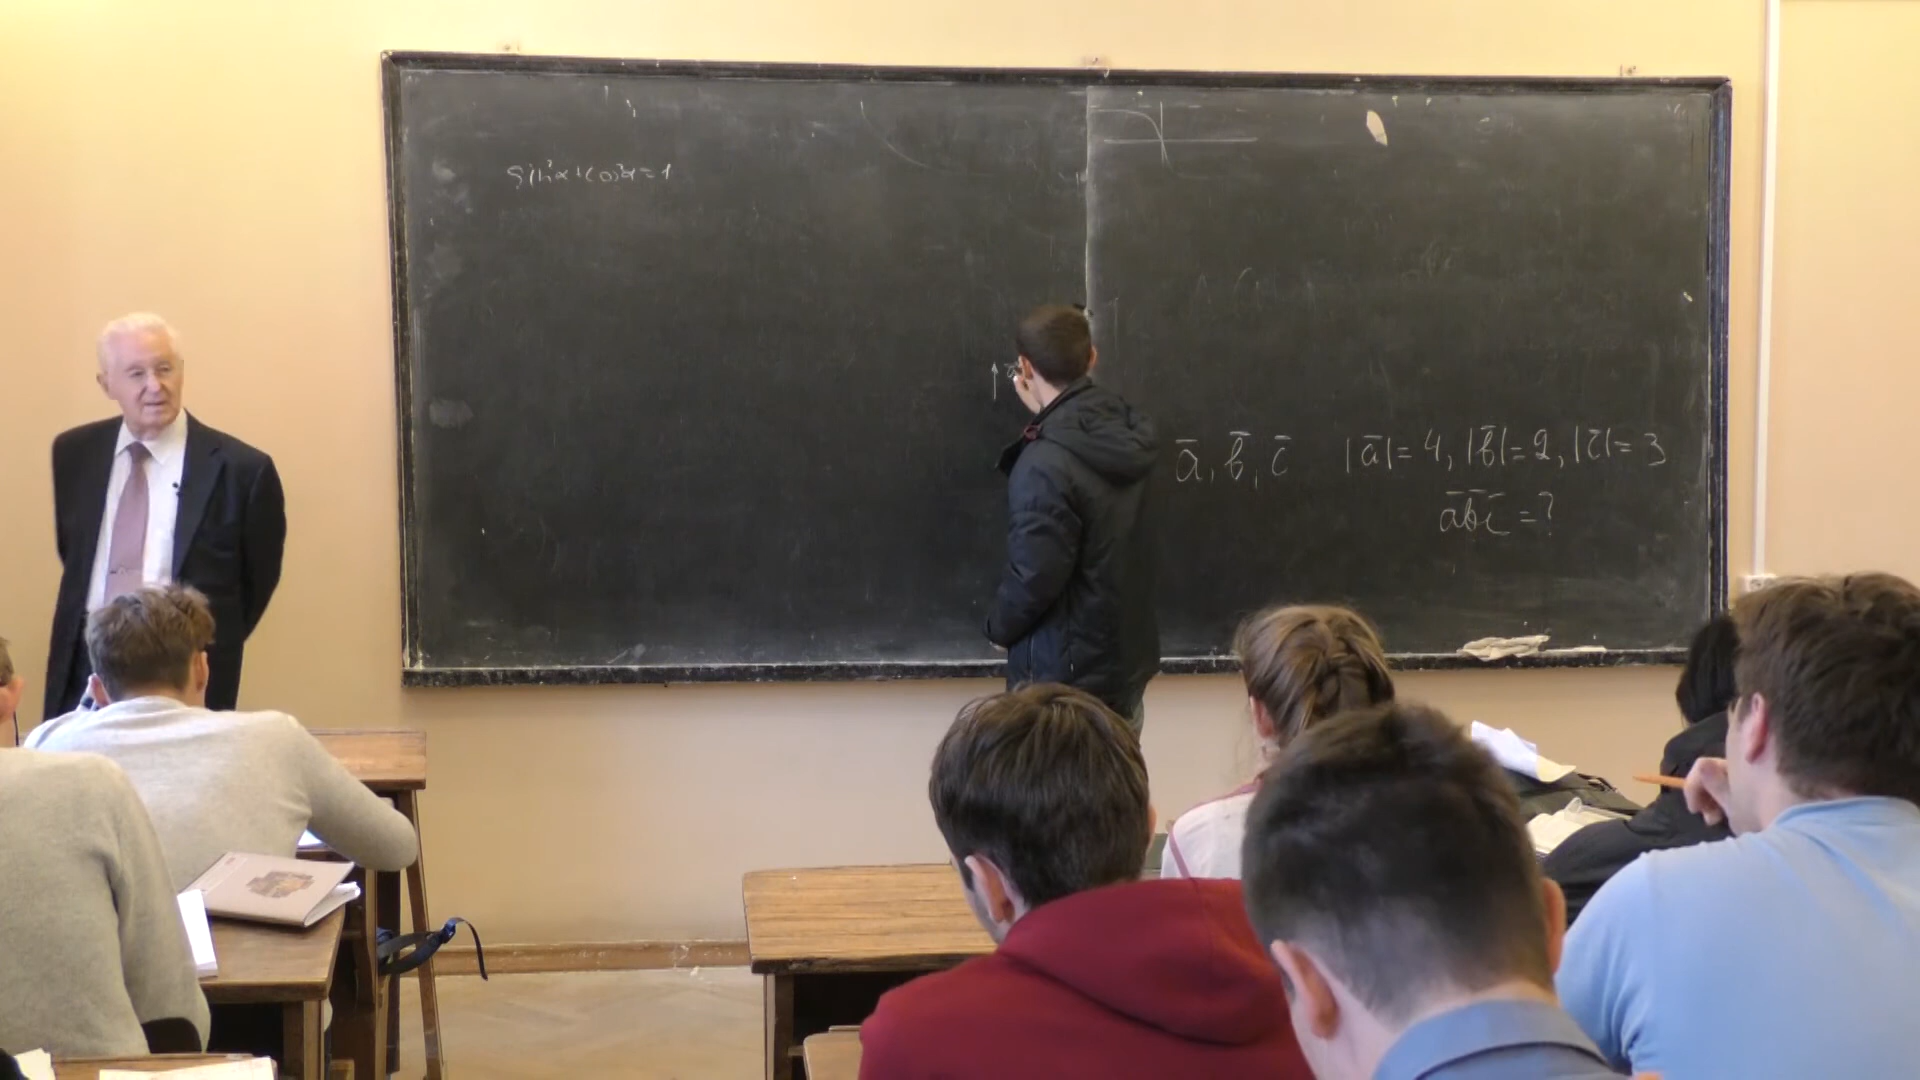 sin²α+cos²α=1
a̅, b̅, c̅ |a̅|=4, |b̅|=2, |c̅|=3
a̅b̅c̅ =?